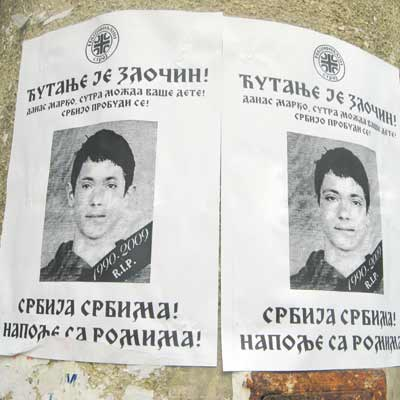 ЋУТАЊЕ ЈЕ ЗЛОЧИН!
ДАНАС МАРКО, СУТРА МОЖДА ВАШЕ ДЕТЕ!
СРБИЈО ПРОБУДИ СЕ!
1990-2009
R.I.P.
СРБИЈА СРБИМА!
НАПОЉЕ СА РОМИМА!
ЋУТАЊЕ ЈЕ ЗЛОЧИН!
ДАНАС МАРКО, СУТРА МОЖДА ВАШЕ ДЕТЕ!
СРБИЈО ПРОБУДИ СЕ!
1990-2009
R.I.P.
СРБИЈА СРБИМА!
НАПОЉЕ СА РОМИМА